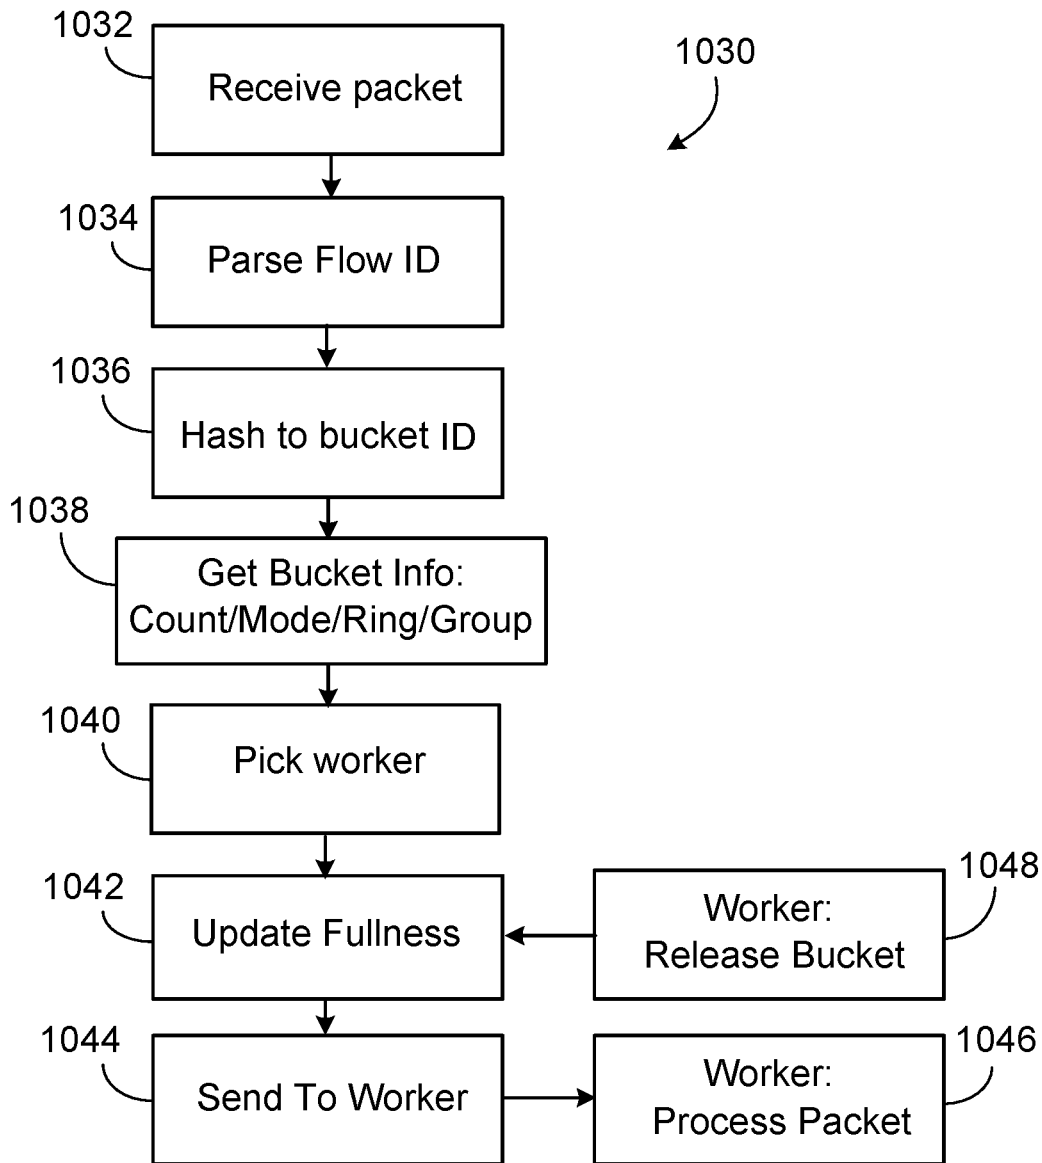 1032
Receive packet
1030
1034
Parse Flow ID
1036
Hash to bucket ID
1038
Get Bucket Info:
Count/Mode/Ring/Group
1040
Pick worker
1042
Update Fullness
Worker:
Release Bucket
1048
1044
Send To Worker
Worker:
Process Packet
1046